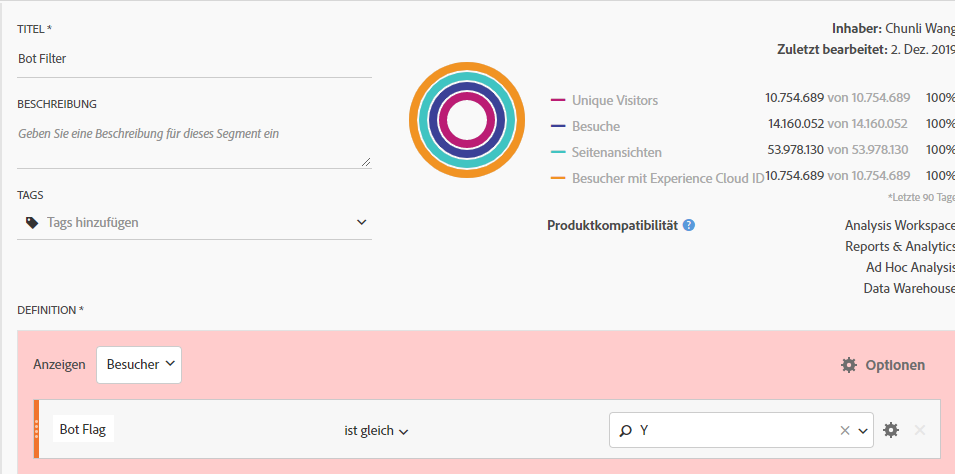 TITEL *
Bot Filter
BESCHREIBUNG
Geben Sie eine Beschreibung für dieses Segment ein
TAGS
Tags hinzufügen
Inhaber: Chunli Wang
Zuletzt bearbeitet: 2. Dez. 2019
Unique Visitors 10.754.689 von 10.754.689 100%
Besuche 14.160.052 von 14.160.052 100%
Seitenansichten 53.978.130 von 53.978.130 100%
Besucher mit Experience Cloud ID 10.754.689 von 10.754.689 100%
*Letzte 90 Tage
Produktkompatibilität ? Analysis Workspace
Reports & Analytics
Ad Hoc Analysis
Data Warehouse
DEFINITION *
Anzeigen Besucher Optionen
Bot Flag ist gleich Y